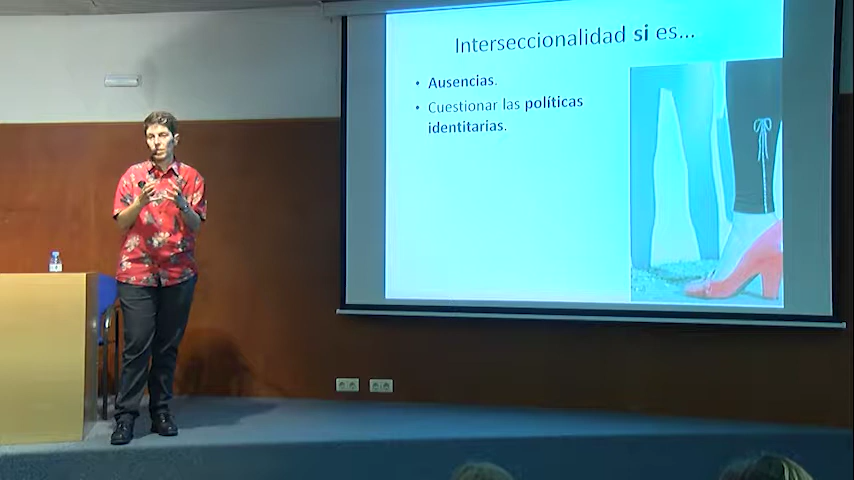 Interseccionalidad si es...
• Ausencias.
• Cuestionar las políticas
identitarias.